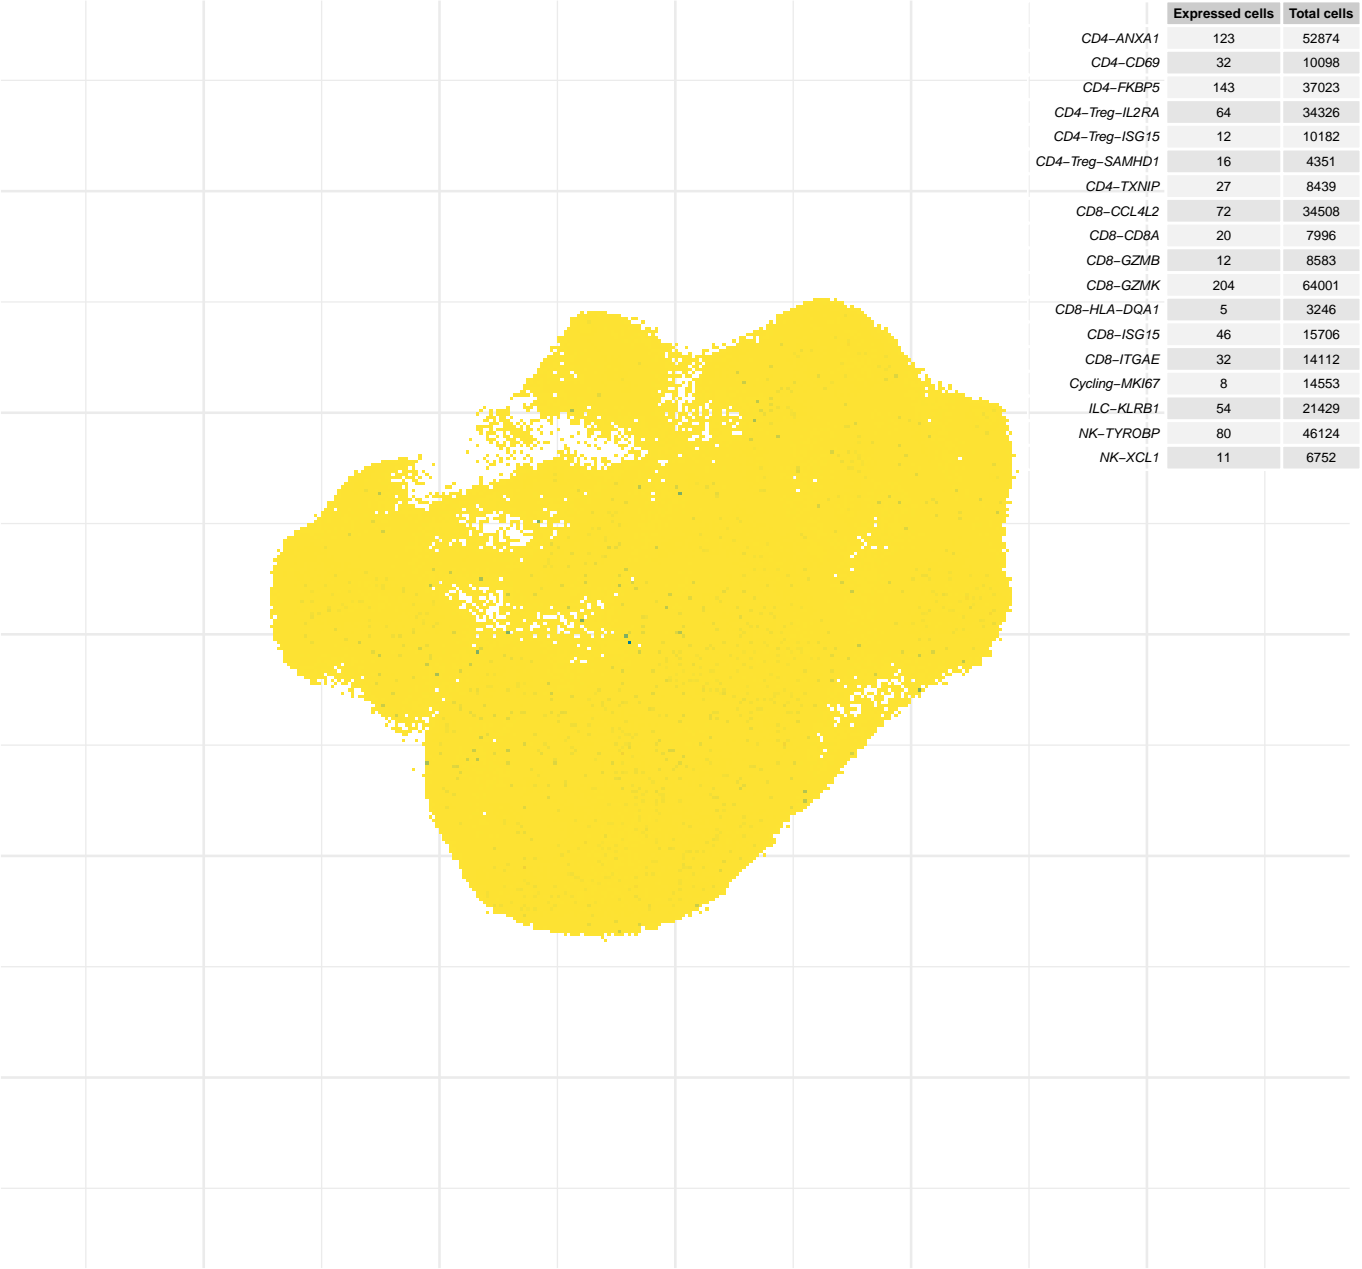 Expressed cells Total cells
CD4−ANXA1 123 52874
CD4−CD69 32 10098
CD4−FKBP5 143 37023
CD4−Treg−IL2RA 64 34326
CD4−Treg−ISG15 12 10182
CD4−Treg−SAMHD1 16 4351
CD4−TXNIP 27 8439
CD8−CCL4L2 72 34508
CD8−CD8A 20 7996
CD8−GZMB 12 8583
CD8−GZMK 204 64001
CD8−HLA−DQA1 5 3246
CD8−ISG15 46 15706
CD8−ITGAE 32 14112
Cycling−MKI67 8 14553
ILC−KLRB1 54 21429
NK−TYROBP 80 46124
NK−XCL1 11 6752